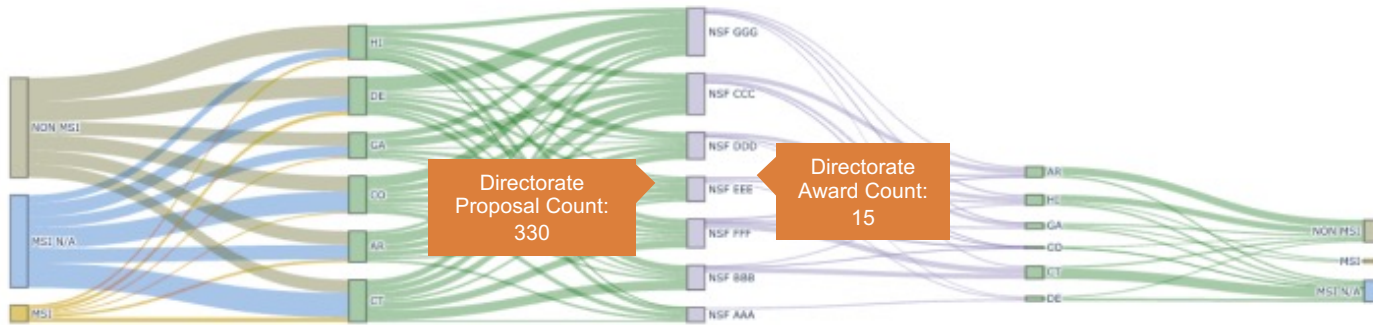 NON MSI
MSI N/A
MSI
HI
DE
GA
CO
AR
CT
NSF GGG
NSF CCC
NSF DDD
NSF EEE
NSF FFF
NSF BBB
NSF AAA
Directorate
Proposal Count:
330
Directorate
Award Count:
15
AR
HI
GA
CO
CT
DE
NON MSI
MSI
MSI N/A